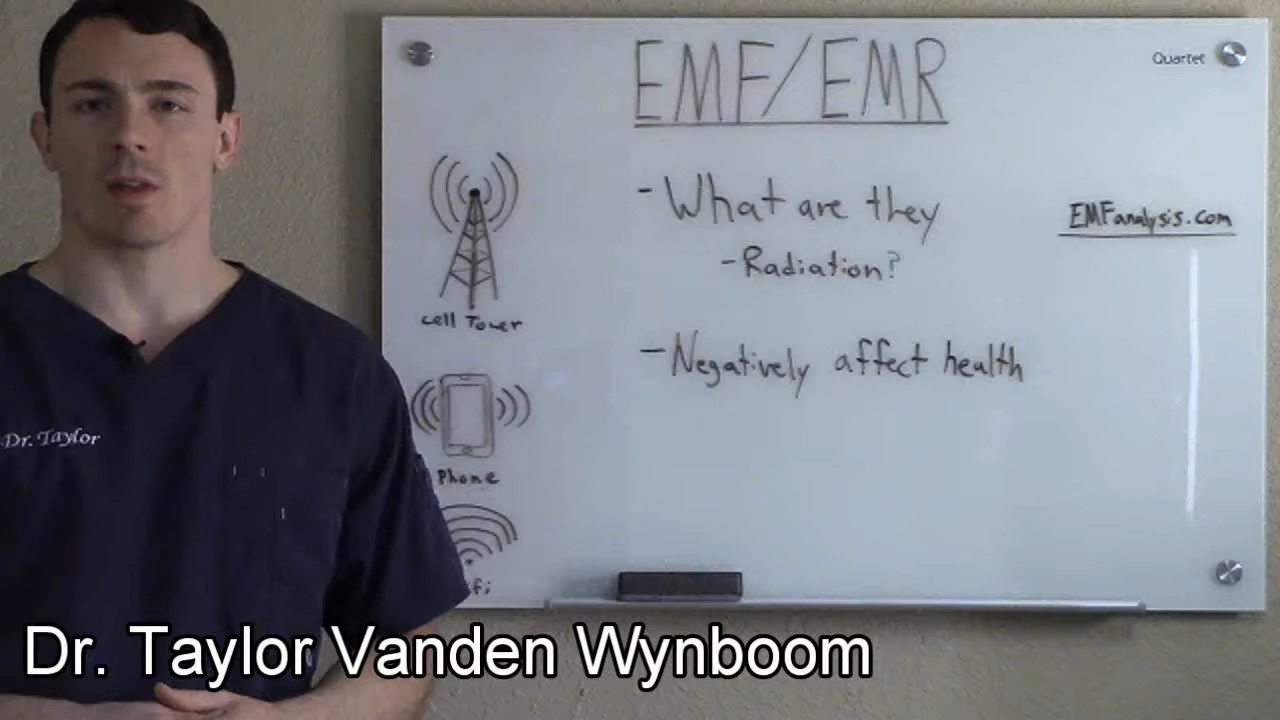 EMF/EMR
Quartet
- What are they
- Radiation?
EMFanalysis.com
- Negatively affect health
Cell Tower
Phone
fi
Dr. Taylor
Dr. Taylor Vanden Wynboom